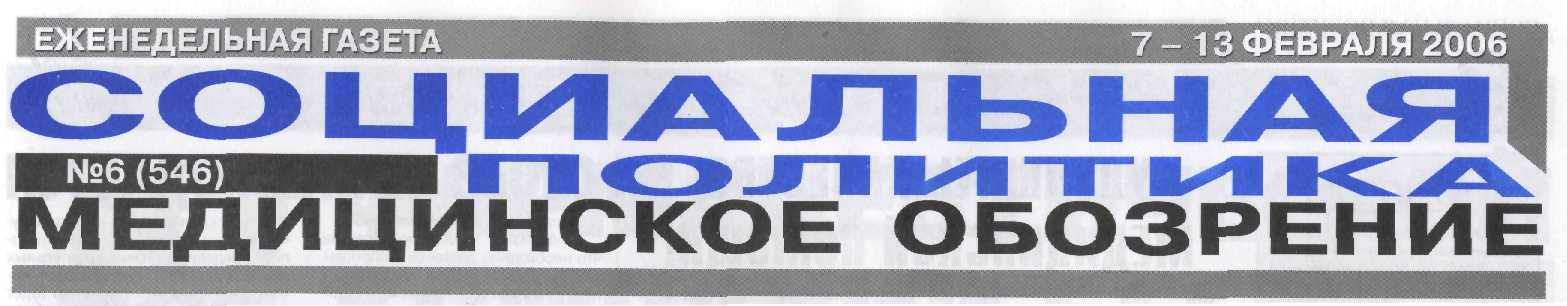 ЕЖЕНЕДЕЛЬНАЯ ГАЗЕТА
7 – 13 ФЕВРАЛЯ 2006
СОЦИАЛЬНАЯ
№6 (546)
ПОЛИТИКА
МЕДИЦИНСКОЕ ОБОЗРЕНИЕ